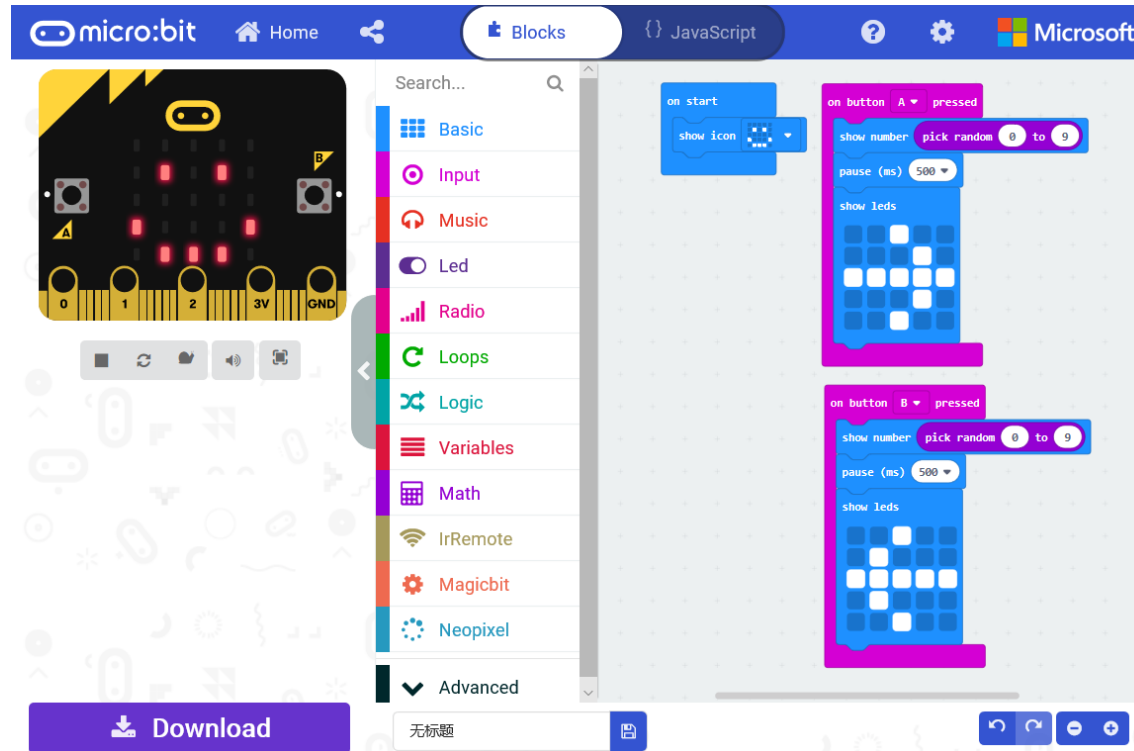 micro:bit
Home
Blocks
{} JavaScript
?
Microsoft
B
A
0 1 2 3V GND
Search...
Basic
Input
Music
Led
Radio
Loops
Logic
Variables
Math
IrRemote
Magicbit
Neopixel
Advanced
on start
show icon
on button A pressed
show number pick random 0 to 9
pause (ms) 500
show leds
on button B pressed
show number pick random 0 to 9
pause (ms) 500
show leds
Download
无标题